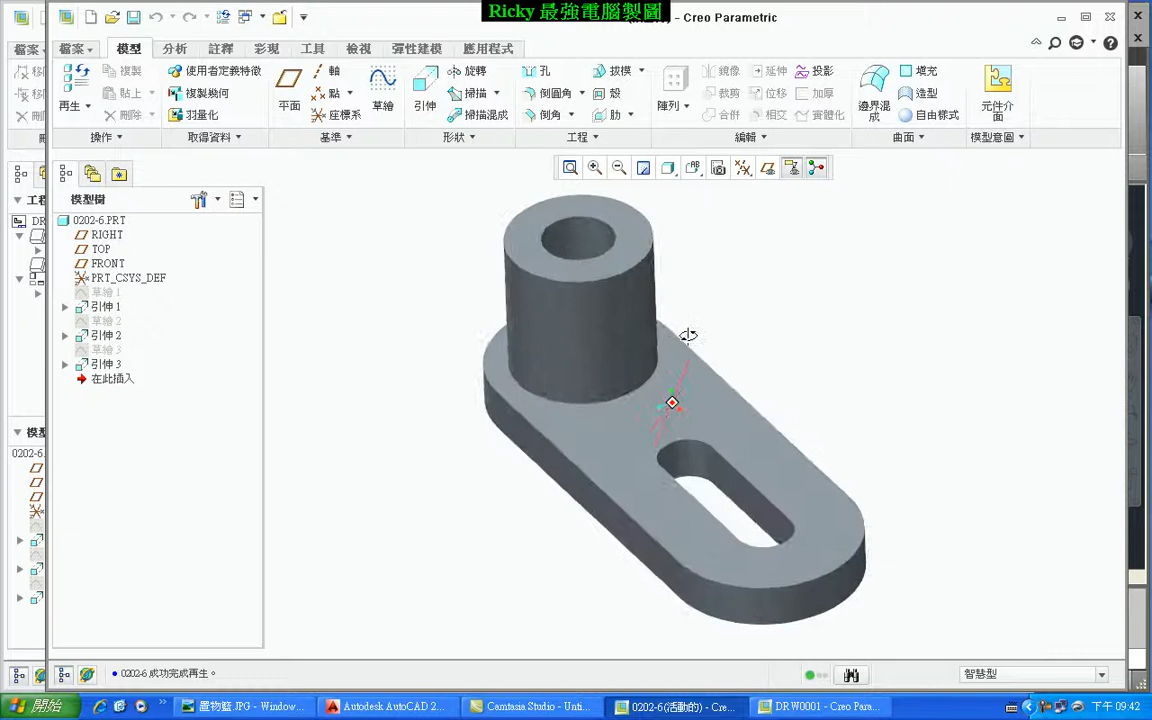 Ricky 最強電腦製圖 - Creo Parametric
檔案 檔案 模型 分析 註釋 彩現 工具 檢視 彈性建模 應用程式
再生 複製 貼上 刪除 使用者定義特徵 複製幾何 羽量化 平面 軸 點 座標系 草繪 引伸 旋轉 掃描 掃描混成 孔 倒圓角 倒角 拔模 殼 肋 陣列 鏡像 裁剪 合併 延伸 位移 相交 投影 加厚 實體化 邊界混成 填充 造型 自由樣式 元件介面
操作 取得資料 基準 形狀 工程 編輯 曲面 模型意圖
模型樹
0202-6.PRT
RIGHT
TOP
FRONT
PRT_CSYS_DEF
草繪 1
引伸 1
草繪 2
引伸 2
草繪 3
引伸 3
在此插入
0202-6 成功完成再生。
智慧型
開始 置物籃.JPG - Window... Autodesk AutoCAD 2... Camtasia Studio - Unti... 0202-6(活動的) - Cre... DRW0001 - Creo Para... 下午 09:42